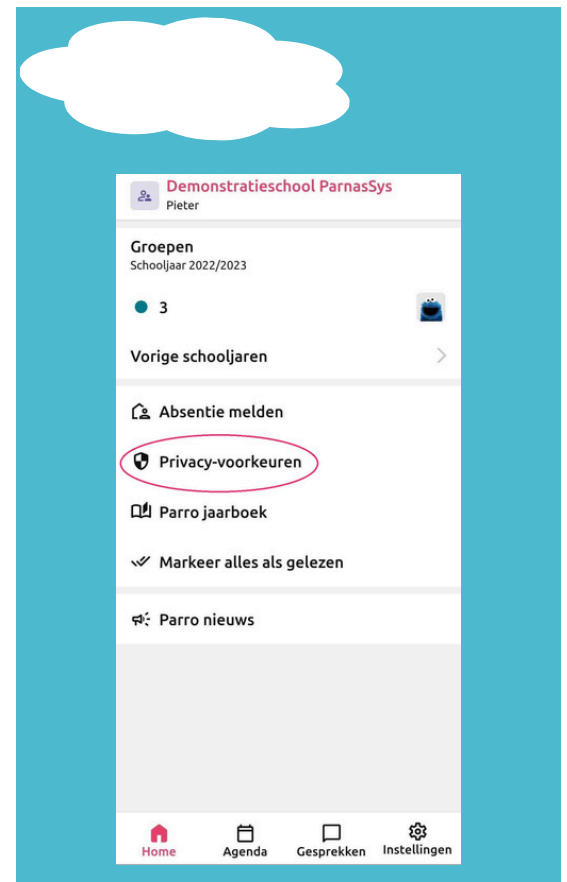 Demonstratieschool ParnasSys
Pieter
Groepen
Schooljaar 2022/2023
3
Vorige schooljaren
Absentie melden
Privacy-voorkeuren
Parro jaarboek
Markeer alles als gelezen
Parro nieuws
Home Agenda Gesprekken Instellingen